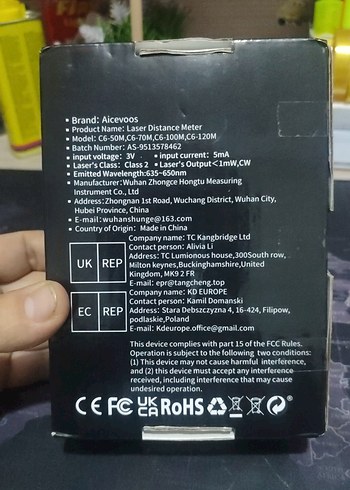 Brand: Aicevoos
Product Name: Laser Distance Meter
Model: C6-50M,C6-70M,C6-100M,C6-120M
Batch Number: AS-9513578462
input voltage: 3V input current: 5mA
Laser's Class: Class 2 Laser's Output<1mW,CW
Emitted Wavelength:635~650nm
Manufacturer:Wuhan Zhongce Hongtu Measuring
Instrument Co., Ltd
Address:Zhongnan 1st Road, Wuchang District, Wuhan City,
Hubei Province, China
E-mail: wuhanshunge@163.com
Country of Origin: Made in China
Company name: TC Kangbridge Ltd
Contact person: Alivia Li
UK REP
Address: TC Lumionous house,300South row,
Milton keynes,Buckinghamshire,United
Kingdom,MK9 2 FR
E-mail: epr@tangcheng.top
Company name: KD EUROPE
Contact person: Kamil Domanski
EC REP
Address: Stara Debszczyzna 4, 16-424, Filipow,
podlaskie,Poland
E-mail: Kdeurope.office@gmail.com
This device complies with part 15 of the FCC Rules.
Operation is subject to the following two conditions:
(1) This device may not cause harmful interference,
and (2) this device must accept any interference
received, including interference that may cause
undesired operation.
CE FC UK CA RoHS